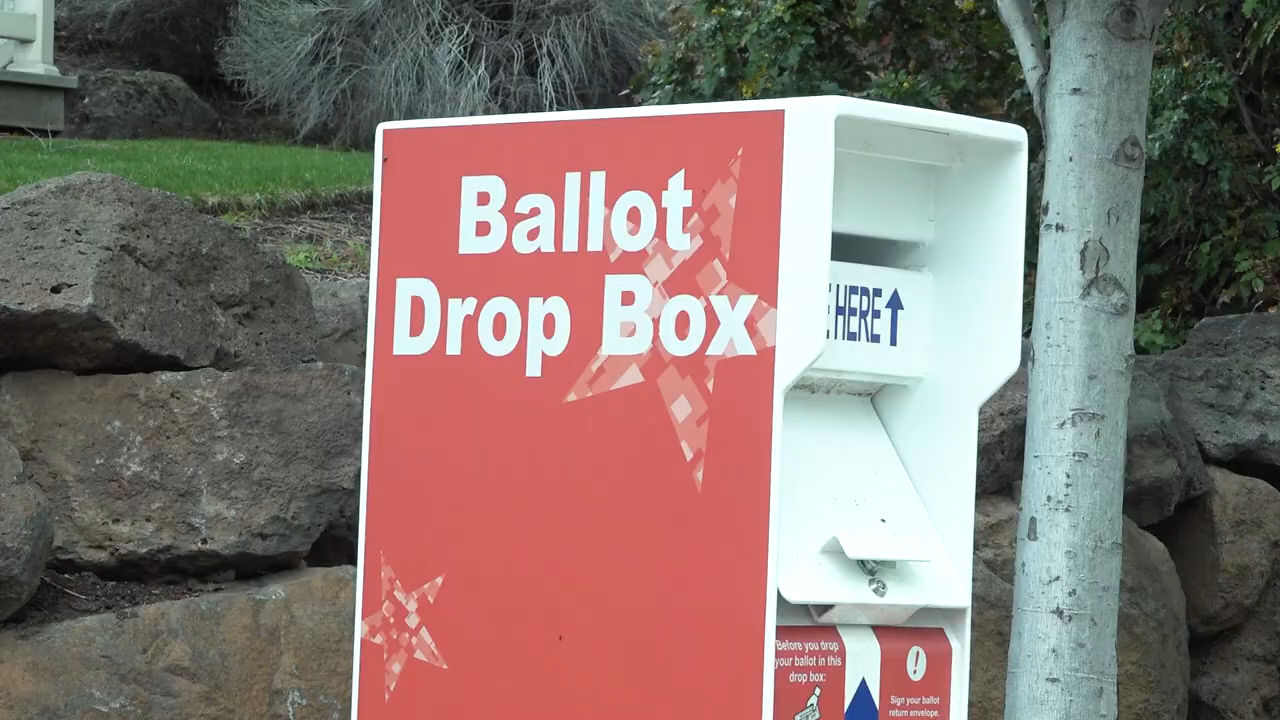 Ballot
Drop Box
HERE
Before you drop
your ballot in this
drop box:
!
Sign your ballot
return envelope.